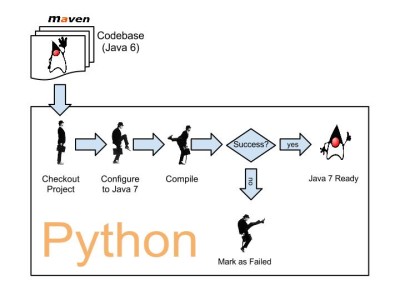 maven
Codebase
(Java 6)
Checkout
Project
Configure
to Java 7
Compile
Success?
yes
Java 7 Ready
no
Mark as Failed
Python